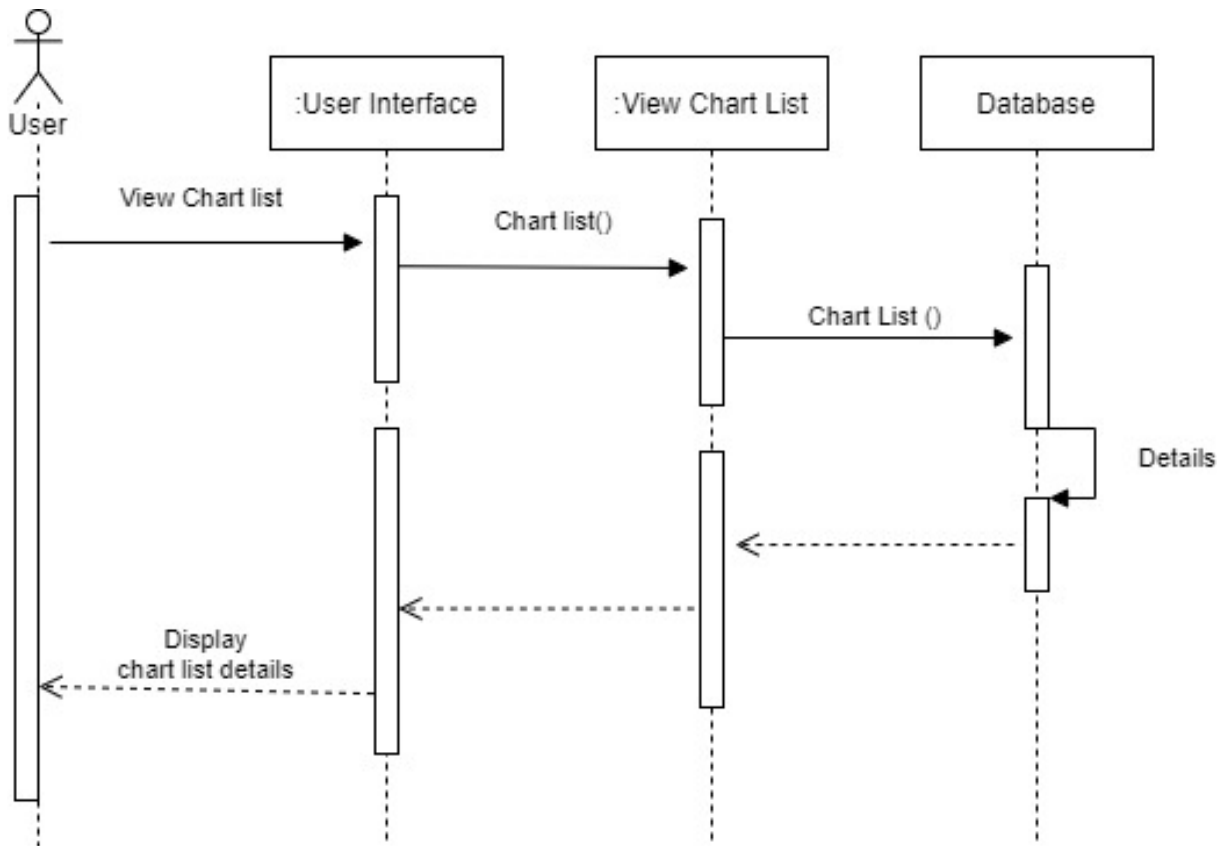 User
:User Interface
:View Chart List
Database
View Chart list
Chart list()
Chart List ()
Details
Display
chart list details